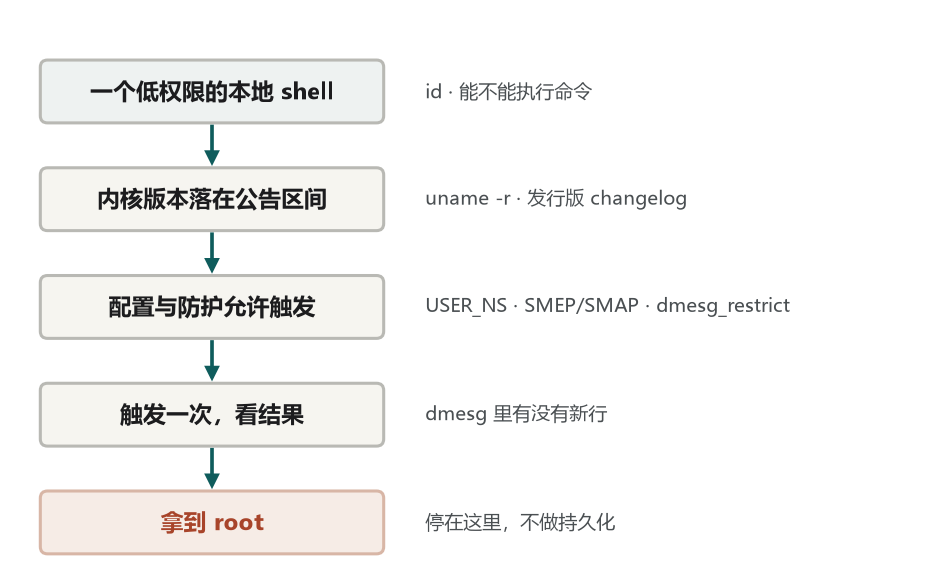 一个低权限的本地 shell
id · 能不能执行命令
内核版本落在公告区间
uname -r · 发行版 changelog
配置与防护允许触发
USER_NS · SMEP/SMAP · dmesg_restrict
触发一次，看结果
dmesg 里有没有新行
拿到 root
停在这里，不做持久化